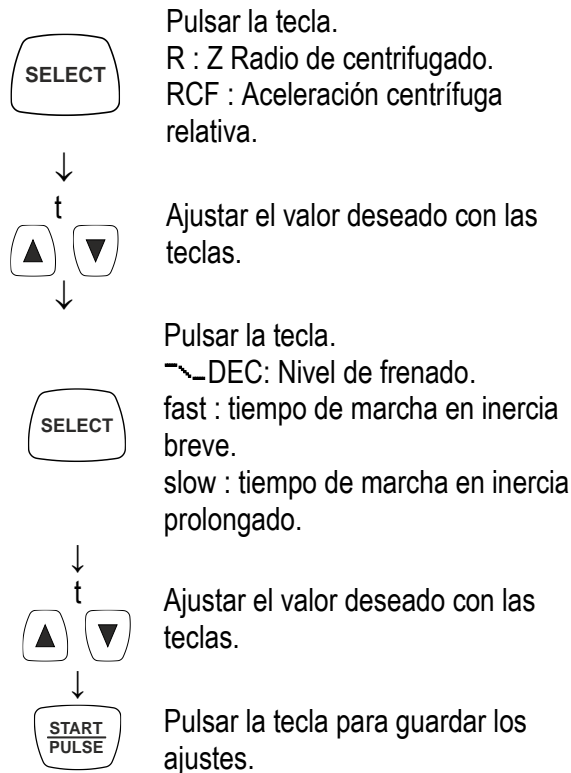 SELECT
Pulsar la tecla.
R : Z Radio de centrifugado.
RCF : Aceleración centrífuga
relativa.
↓
t
▲ ▼
Ajustar el valor deseado con las
teclas.
↓
SELECT
Pulsar la tecla.
DEC: Nivel de frenado.
fast : tiempo de marcha en inercia
breve.
slow : tiempo de marcha en inercia
prolongado.
↓
t
▲ ▼
Ajustar el valor deseado con las
teclas.
↓
START
PULSE
Pulsar la tecla para guardar los
ajustes.